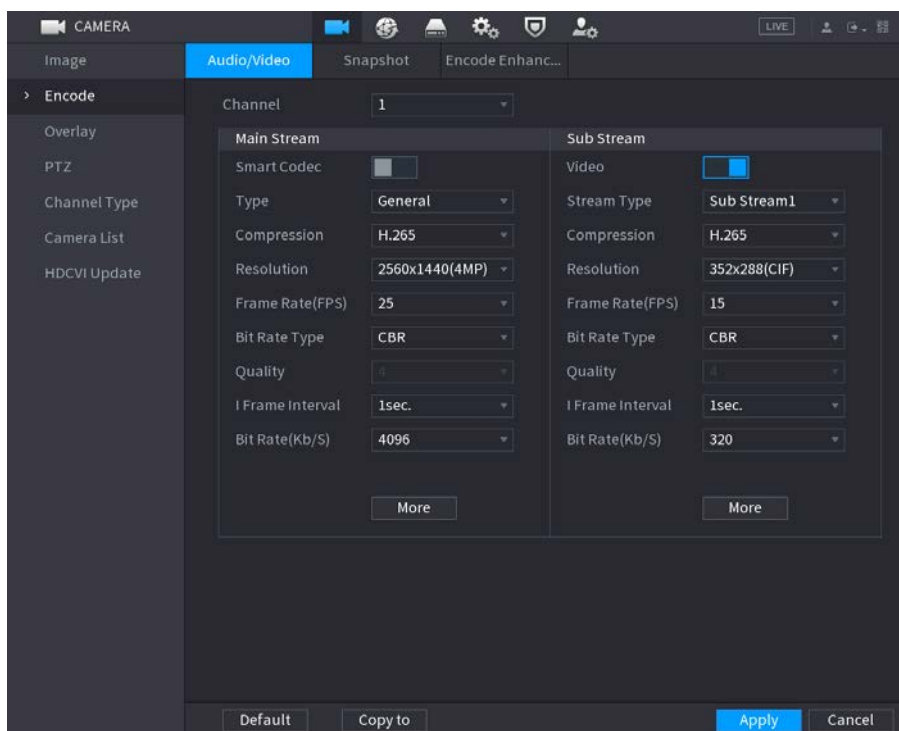 CAMERA LIVE
Image
Encode
Overlay
PTZ
Channel Type
Camera List
HDCVI Update
Audio/Video Snapshot Encode Enhanc...
Channel 1
Main Stream Sub Stream
Smart Codec Video
Type General Stream Type Sub Stream1
Compression H.265 Compression H.265
Resolution 2560x1440(4MP) Resolution 352x288(CIF)
Frame Rate(FPS) 25 Frame Rate(FPS) 15
Bit Rate Type CBR Bit Rate Type CBR
Quality 4 Quality 4
I Frame Interval 1sec. I Frame Interval 1sec.
Bit Rate(Kb/S) 4096 Bit Rate(Kb/S) 320
More More
Default Copy to Apply Cancel